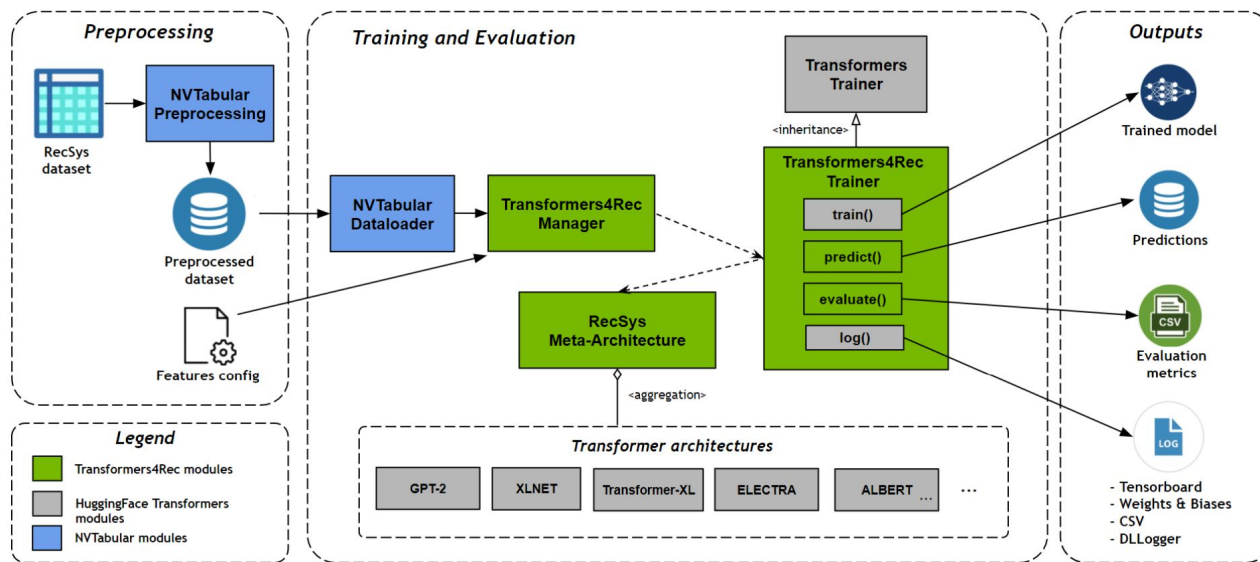 Preprocessing
NVTabular
Preprocessing
RecSys
dataset
Preprocessed
dataset
Features config
Legend
Transformers4Rec modules
HuggingFace Transformers
modules
NVTabular modules
Training and Evaluation
NVTabular
Dataloader
Transformers4Rec
Manager
Transformers
Trainer
<inheritance>
Transformers4Rec
Trainer
train()
predict()
evaluate()
log()
RecSys
Meta-Architecture
<aggregation>
Transformer architectures
GPT-2
XLNET
Transformer-XL
ELECTRA
ALBERT ...
...
Outputs
Trained model
Predictions
CSV
Evaluation
metrics
LOG
- Tensorboard
- Weights & Biases
- CSV
- DLLogger